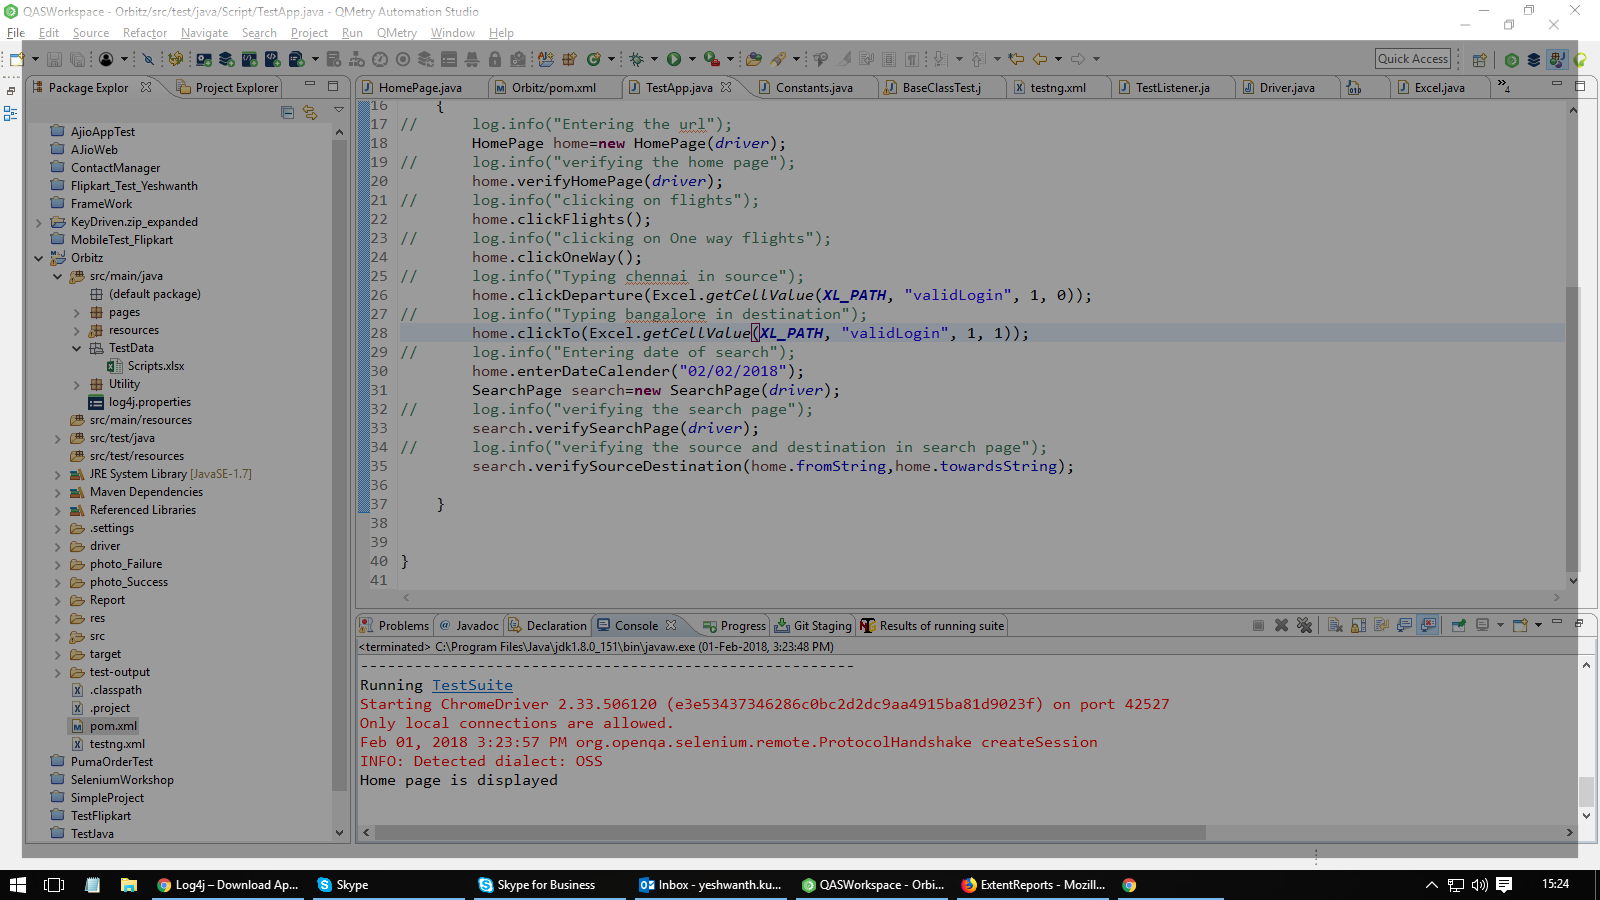 QASWorkspace - Orbitz/src/test/java/Script/TestApp.java - QMetry Automation Studio
File Edit Source Refactor Navigate Search Project Run QMetry Window Help
Quick Access
Package Explor Project Explorer
HomePage.java Orbitz/pom.xml TestApp.java Constants.java BaseClassTest.j testng.xml TestListener.ja Driver.java Excel.java »4
AjioAppTest
AJioWeb
ContactManager
Flipkart_Test_Yeshwanth
FrameWork
KeyDriven.zip_expanded
MobileTest_Flipkart
Orbitz
src/main/java
(default package)
pages
resources
TestData
Scripts.xlsx
Utility
log4j.properties
src/main/resources
src/test/java
src/test/resources
JRE System Library [JavaSE-1.7]
Maven Dependencies
Referenced Libraries
.settings
driver
photo_Failure
photo_Success
Report
res
src
target
test-output
.classpath
.project
pom.xml
testng.xml
PumaOrderTest
SeleniumWorkshop
SimpleProject
TestFlipkart
TestJava
16 {
17 // log.info("Entering the url");
18 HomePage home=new HomePage(driver);
19 // log.info("verifying the home page");
20 home.verifyHomePage(driver);
21 // log.info("clicking on flights");
22 home.clickFlights();
23 // log.info("clicking on One way flights");
24 home.clickOneWay();
25 // log.info("Typing chennai in source");
26 home.clickDeparture(Excel.getCellValue(XL_PATH, "validLogin", 1, 0));
27 // log.info("Typing bangalore in destination");
28 home.clickTo(Excel.getCellValue(XL_PATH, "validLogin", 1, 1));
29 // log.info("Entering date of search");
30 home.enterDateCalender("02/02/2018");
31 SearchPage search=new SearchPage(driver);
32 // log.info("verifying the search page");
33 search.verifySearchPage(driver);
34 // log.info("verifying the source and destination in search page");
35 search.verifySourceDestination(home.fromString,home.towardsString);
36
37 }
38
39
40 }
41
Problems Javadoc Declaration Console Progress Git Staging Results of running suite
<terminated> C:\Program Files\Java\jdk1.8.0_151\bin\javaw.exe (01-Feb-2018, 3:23:48 PM)
-------------------------------------------------------
Running TestSuite
Starting ChromeDriver 2.33.506120 (e3e53437346286c0bc2d2dc9aa4915ba81d9023f) on port 42527
Only local connections are allowed.
Feb 01, 2018 3:23:57 PM org.openqa.selenium.remote.ProtocolHandshake createSession
INFO: Detected dialect: OSS
Home page is displayed
Log4j – Download Ap... Skype Skype for Business Inbox - yeshwanth.ku... QASWorkspace - Orbi... ExtentReports - Mozill... 15:24